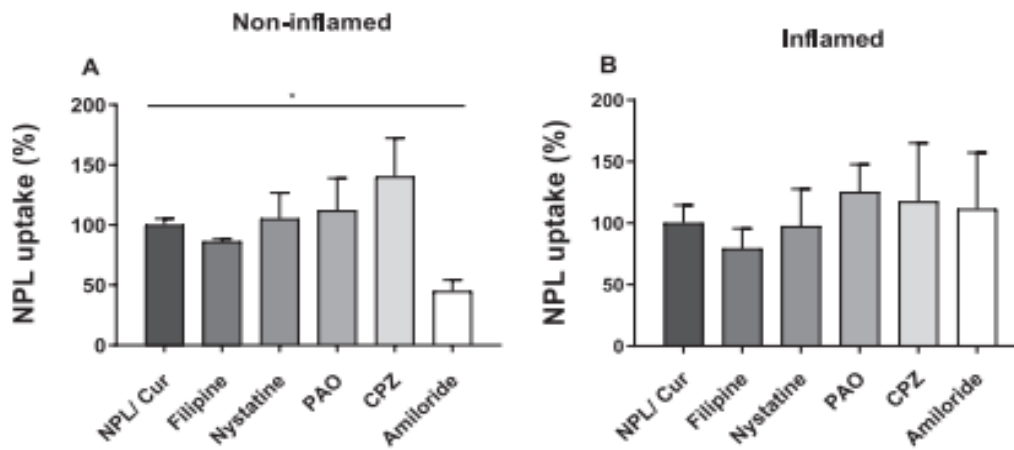 Non-inflamed
A
*
NPL uptake (%)
200
150
100
50
0
NPL/ Cur
Filipine
Nystatine
PAO
CPZ
Amiloride
Inflamed
B
NPL uptake (%)
200
150
100
50
0
NPL/ Cur
Filipine
Nystatine
PAO
CPZ
Amiloride